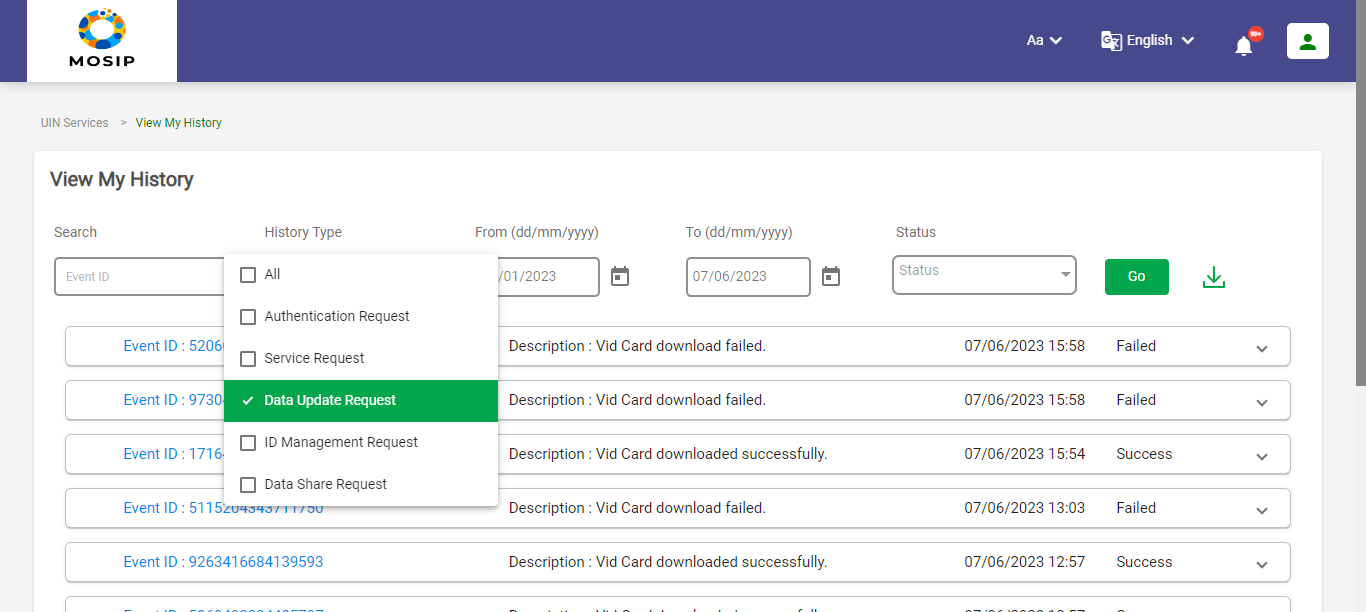 MOSIP
Aa
English
99+
UIN Services > View My History
View My History
Search
History Type
From (dd/mm/yyyy)
To (dd/mm/yyyy)
Status
Event ID
/01/2023
07/06/2023
Status
Go
All
Authentication Request
Service Request
Data Update Request
ID Management Request
Data Share Request
Event ID : 5206 Description : Vid Card download failed. 07/06/2023 15:58 Failed
Event ID : 9730 Description : Vid Card download failed. 07/06/2023 15:58 Failed
Event ID : 1716 Description : Vid Card downloaded successfully. 07/06/2023 15:54 Success
Event ID : 5115204343711750 Description : Vid Card download failed. 07/06/2023 13:03 Failed
Event ID : 9263416684139593 Description : Vid Card downloaded successfully. 07/06/2023 12:57 Success